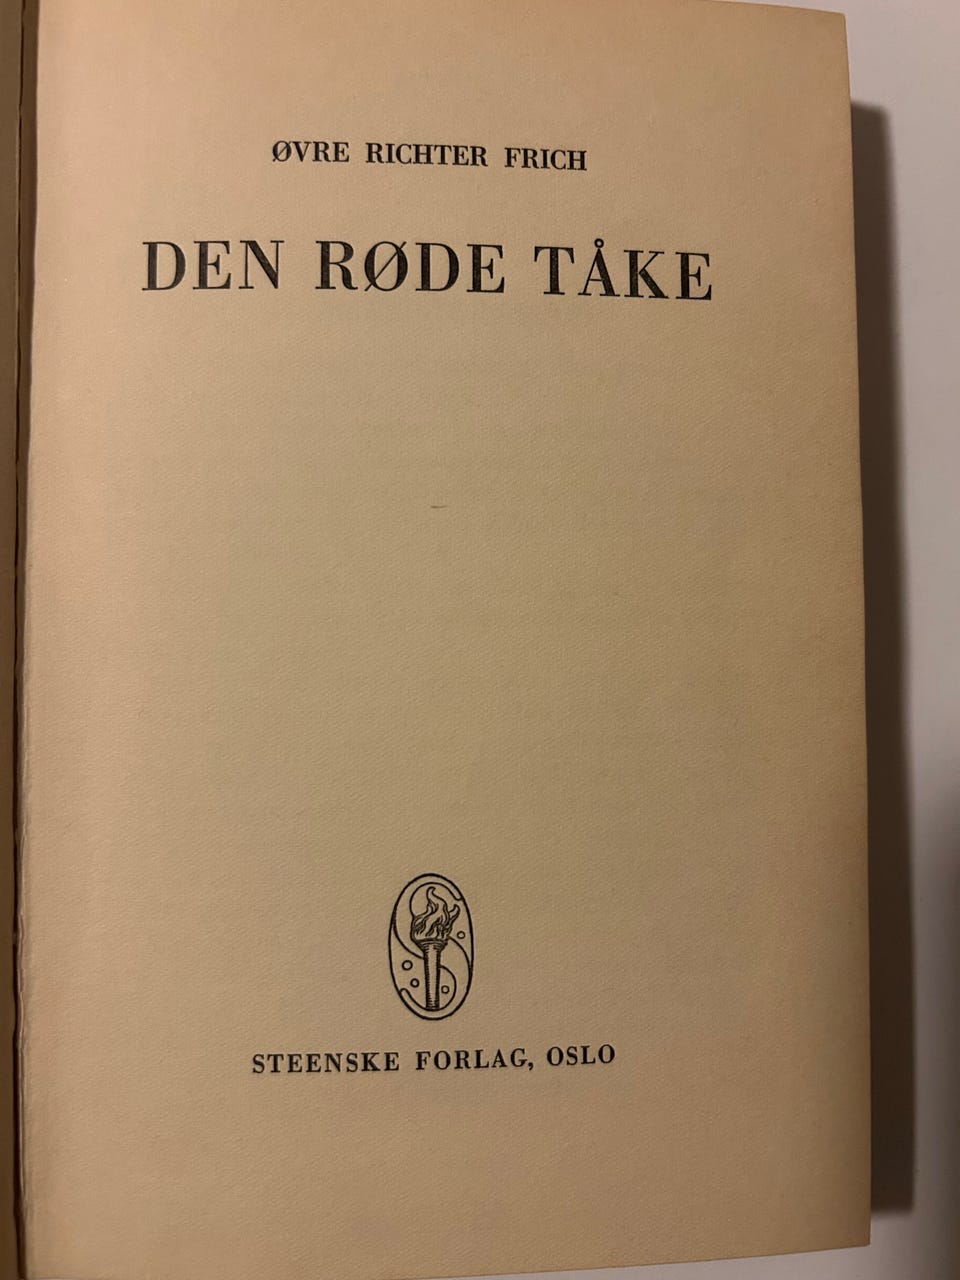 ØVRE RICHTER FRICH
DEN RØDE TÅKE
STEENSKE FORLAG, OSLO